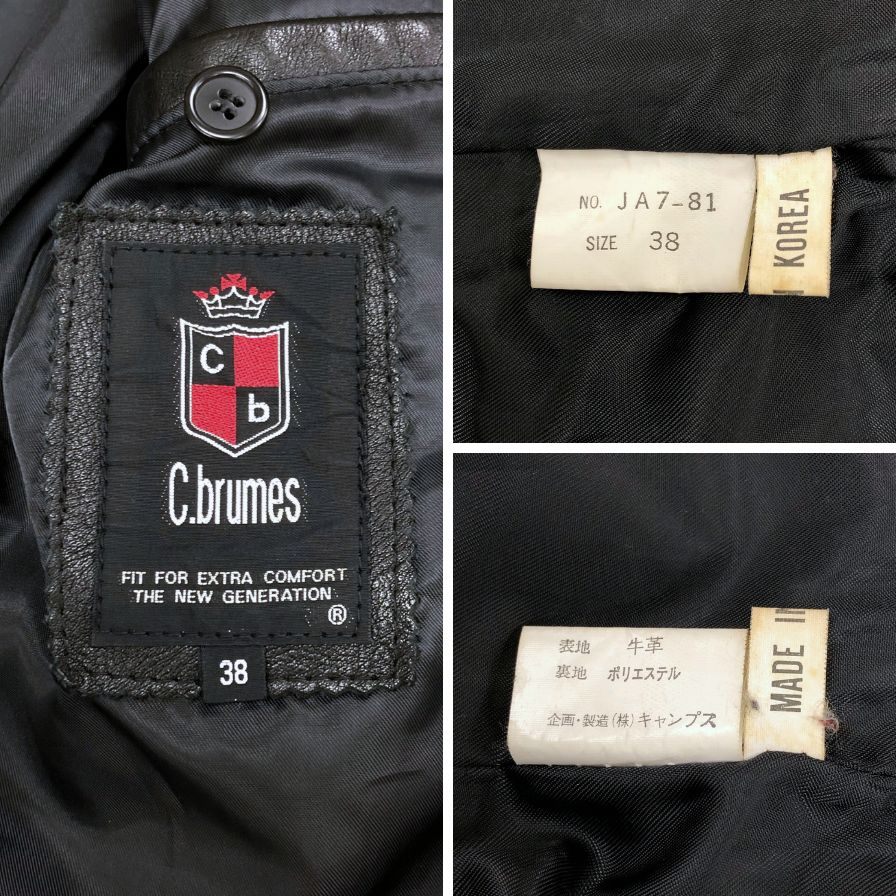 C
b
C.brumes
FIT FOR EXTRA COMFORT
THE NEW GENERATION
®
38
NO. JA7-81
SIZE 38
KOREA
表地 牛革
裏地 ポリエステル
企画・製造(株)キャンプス
MADE IN